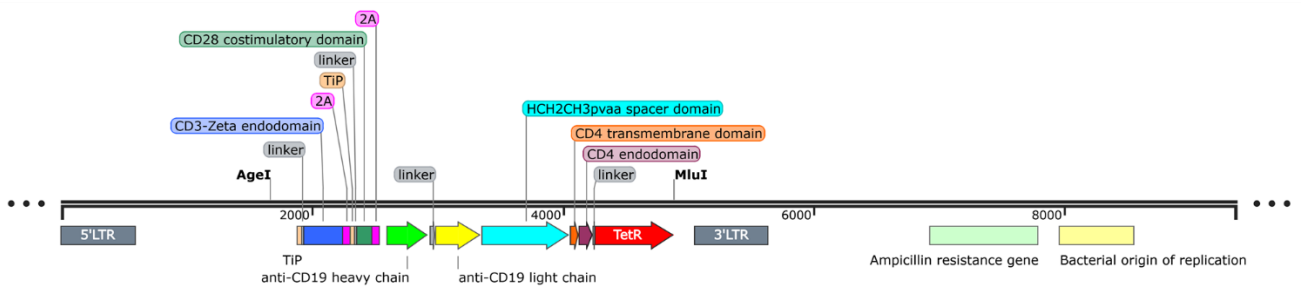 2A
CD28 costimulatory domain
linker
TiP
2A
HCH2CH3pvaa spacer domain
CD3-Zeta endodomain
CD4 transmembrane domain
linker
CD4 endodomain
AgeI
linker
linker
MluI
2000
4000
6000
8000
5'LTR
TetR
3'LTR
TiP
Ampicillin resistance gene
Bacterial origin of replication
anti-CD19 heavy chain
anti-CD19 light chain